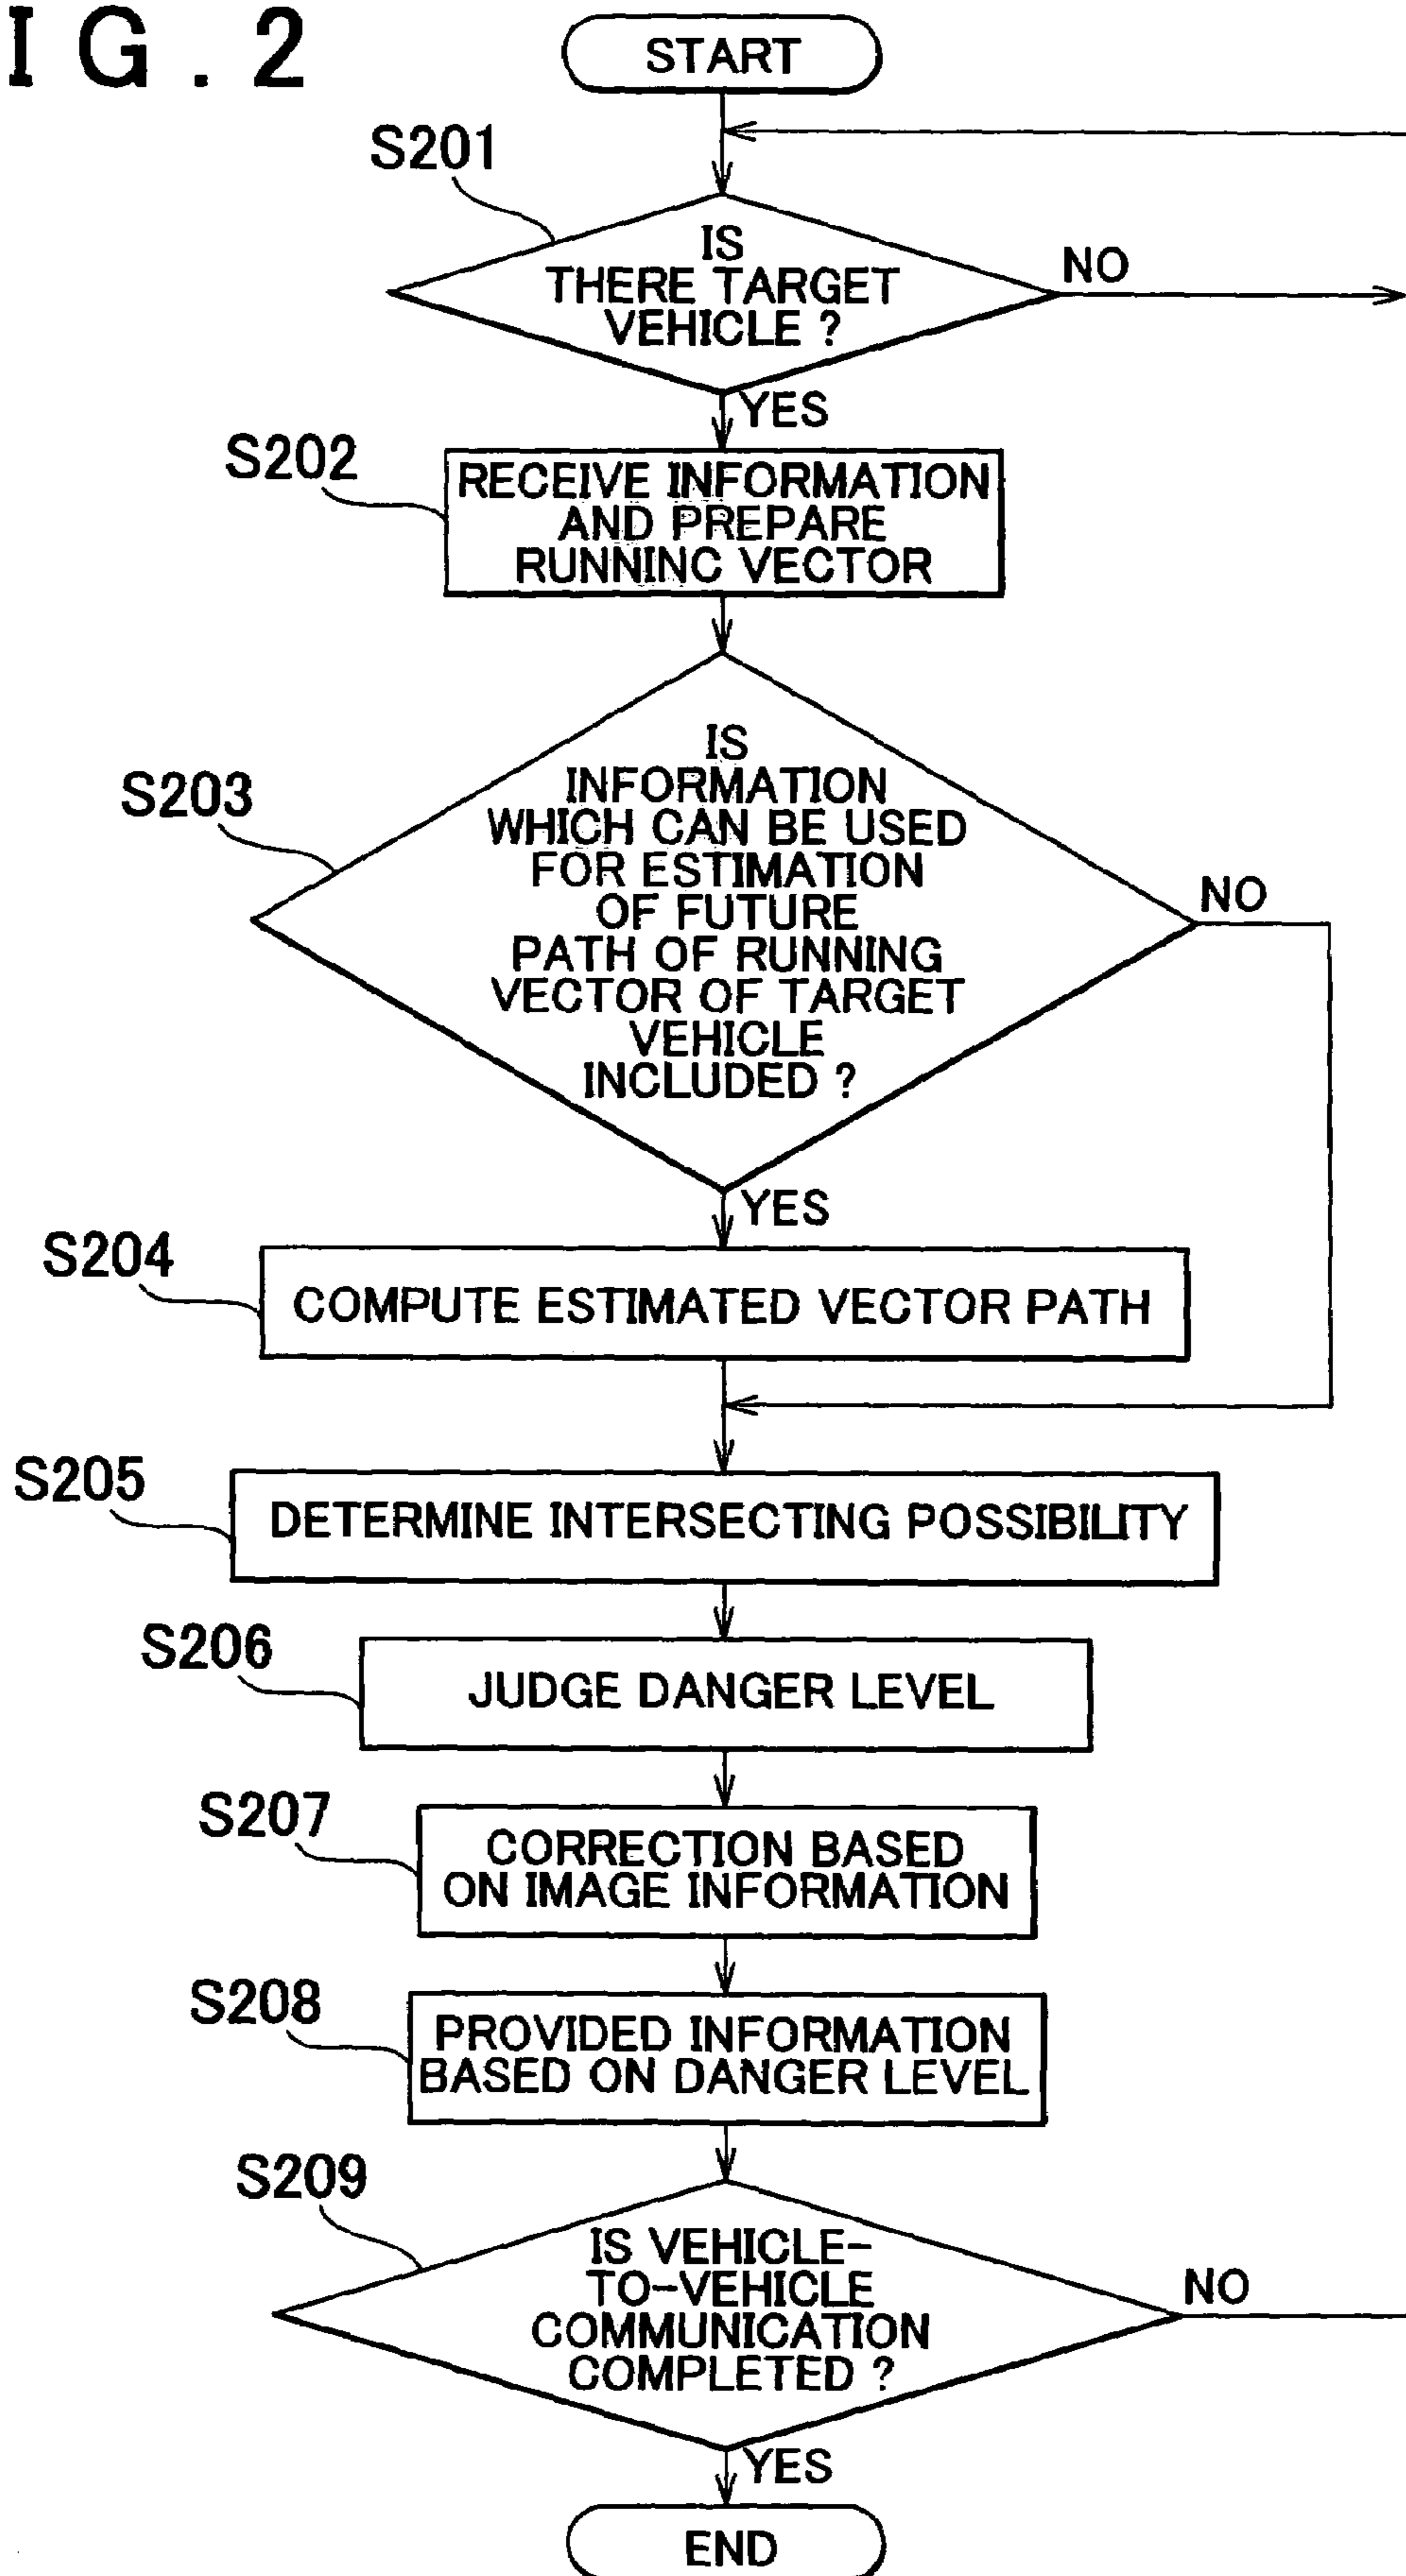 IG.2
START
S201
IS
THERE TARGET
VEHICLE ?
NO
YES
S202
RECEIVE INFORMATION
AND PREPARE
RUNNINC VECTOR
S203
IS
INFORMATION
WHICH CAN BE USED
FOR ESTIMATION
OF FUTURE
PATH OF RUNNING
VECTOR OF TARGET
VEHICLE
INCLUDED ?
NO
YES
S204
COMPUTE ESTIMATED VECTOR PATH
S205
DETERMINE INTERSECTING POSSIBILITY
S206
JUDGE DANGER LEVEL
S207
CORRECTION BASED
ON IMAGE INFORMATION
S208
PROVIDED INFORMATION
BASED ON DANGER LEVEL
S209
IS VEHICLE-
TO-VEHICLE
COMMUNICATION
COMPLETED ?
NO
YES
END